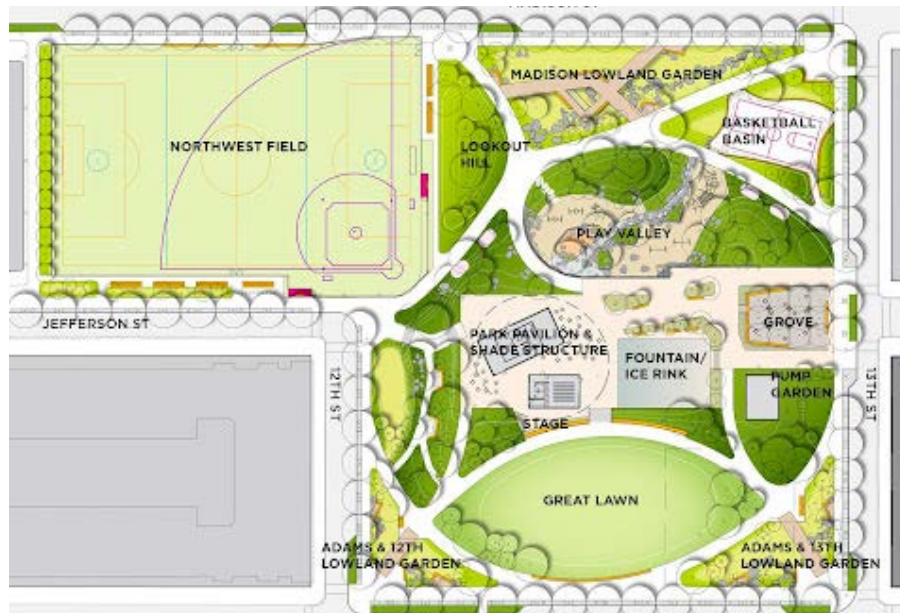 MADISON ST
MADISON LOWLAND GARDEN
BASKETBALL
BASIN
NORTHWEST FIELD
LOOKOUT
HILL
PLAY VALLEY
JEFFERSON ST
PARK PAVILION &
SHADE STRUCTURE
GROVE
FOUNTAIN/
ICE RINK
12TH ST
PUMP
GARDEN
13TH ST
STAGE
GREAT LAWN
ADAMS & 12TH
LOWLAND GARDEN
ADAMS & 13TH
LOWLAND GARDEN